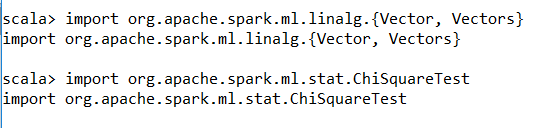 scala> import org.apache.spark.ml.linalg.{Vector, Vectors}
import org.apache.spark.ml.linalg.{Vector, Vectors}
scala> import org.apache.spark.ml.stat.ChiSquareTest
import org.apache.spark.ml.stat.ChiSquareTest